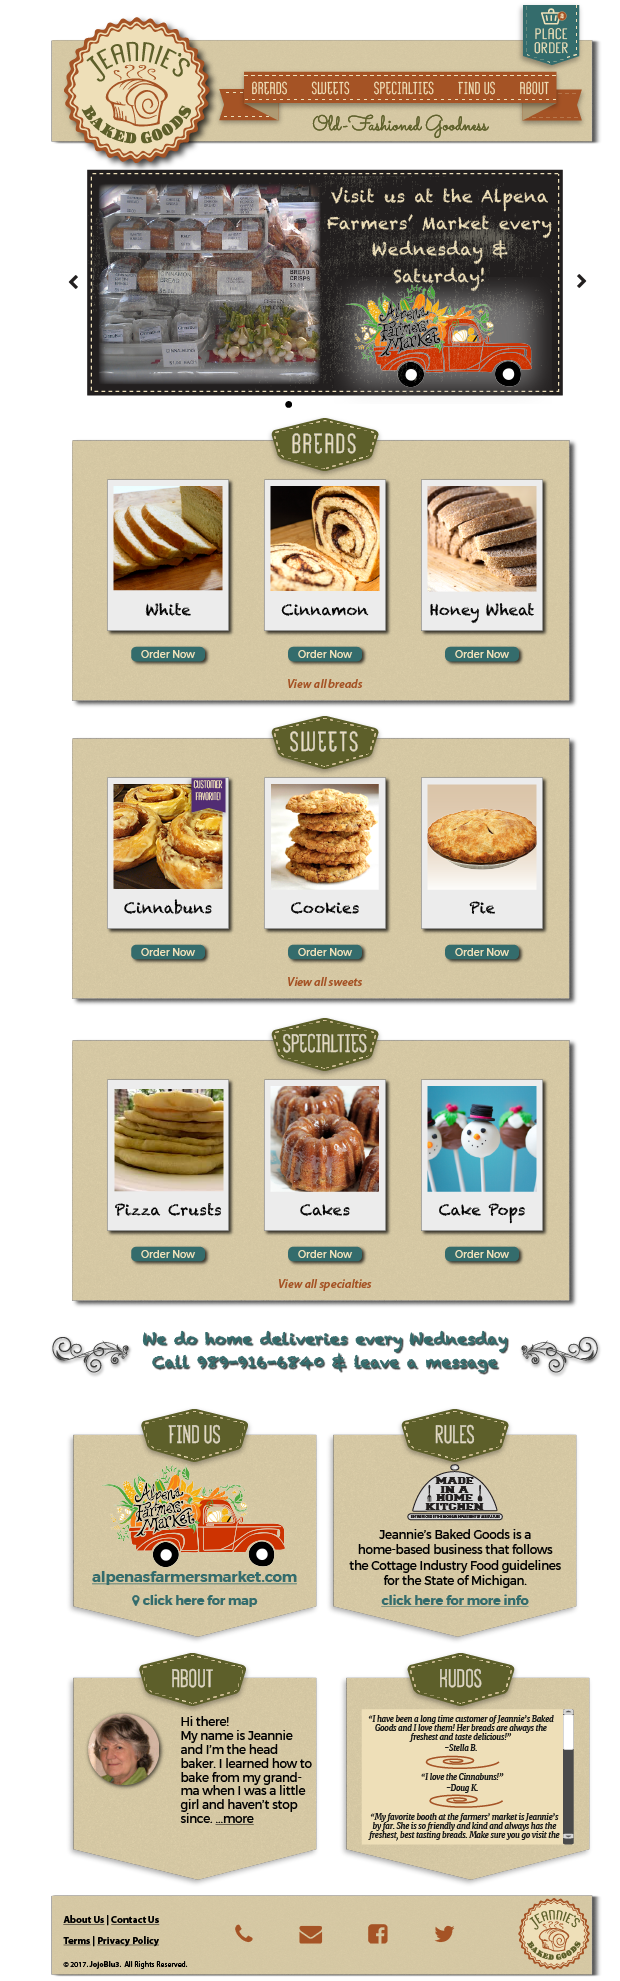 JEANNIE'S
BAKED GOODS
PLACE
ORDER
BREADS SWEETS SPECIALTIES FIND US ABOUT
Old-Fashioned Goodness
Visit us at the Alpena
Farmers' Market every
Wednesday &
Saturday!
BREAD
CRISPS
CINNAMON
BREAD
Alpena
Farmers'
Market
BREADS
White Cinnamon Honey Wheat
Order Now Order Now Order Now
View all breads
SWEETS
CUSTOMER
FAVORITE!
Cinnabuns Cookies Pie
Order Now Order Now Order Now
View all sweets
SPECIALTIES
Pizza Crusts Cakes Cake Pops
Order Now Order Now Order Now
View all specialties
We do home deliveries every Wednesday
Call 989-916-6840 & leave a message
FIND US
Alpena
Farmers'
Market
alpenasfarmersmarket.com
click here for map
RULES
MADE
IN A
HOME
KITCHEN
Jeannie's Baked Goods is a
home-based business that follows
the Cottage Industry Food guidelines
for the State of Michigan.
click here for more info
ABOUT
Hi there!
My name is Jeannie
and I'm the head
baker. I learned how to
bake from my grand-
ma when I was a little
girl and haven't stop
since. ...more
KUDOS
"I have been a long time customer of Jeannie's Baked
Goods and I love them! Her breads are always the
freshest and taste delicious!"
~Stella B.
"I love the Cinnabuns!"
~Doug K.
"My favorite booth at the farmers' market is Jeannie's
by far. She is so friendly and kind and always has the
freshest, best tasting breads. Make sure you go visit the
About Us | Contact Us
Terms | Privacy Policy
© 2017. JojoBlu3. All Rights Reserved.
JEANNIE'S
BAKED GOODS